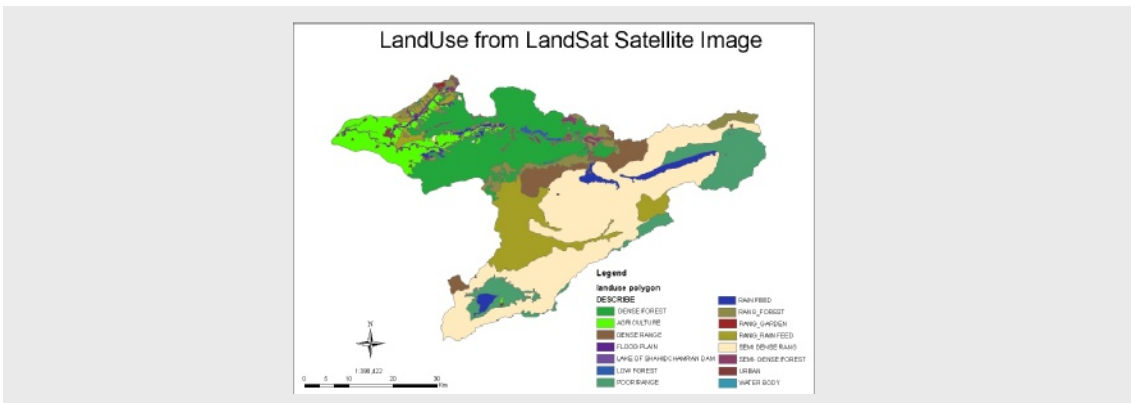 LandUse from LandSat Satellite Image
Legend
landuse polygon
DESCRIBE
DENSE FOREST
AGRICULTURE
DENSE RANGE
FLOOD PLAIN
LAKE OF SHAHID CHAMRAN DAM
LOW FOREST
POOR RANGE
RAIN FEED
RANG_FOREST
RANG_GARDEN
RANG_RAIN FEED
SEMI DENSE RANG
SEMI- DENSE FOREST
URBAN
WATER BODY
N
0 5 10 20 30
Km